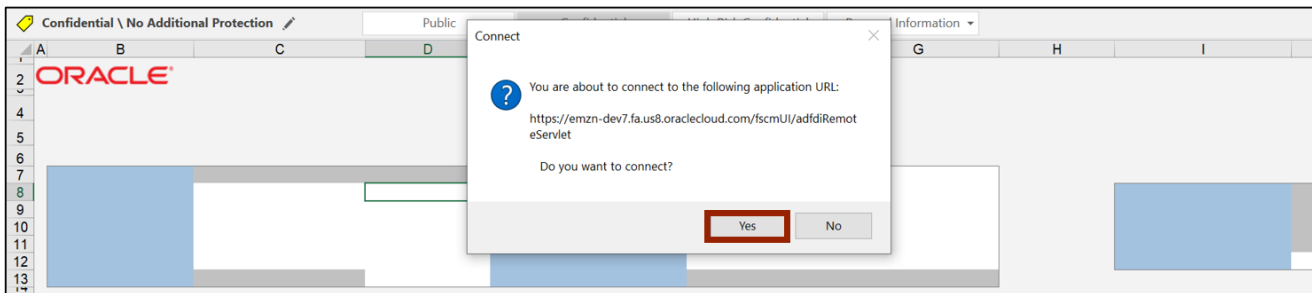 Confidential \ No Additional Protection
Public
Information
Connect
A B C D G H I
2
ORACLE
4
5
6
7
8
9
10
11
12
13
You are about to connect to the following application URL:
https://emzn-dev7.fa.us8.oraclecloud.com/fscmUI/adfdiRemot
eServlet
Do you want to connect?
Yes No